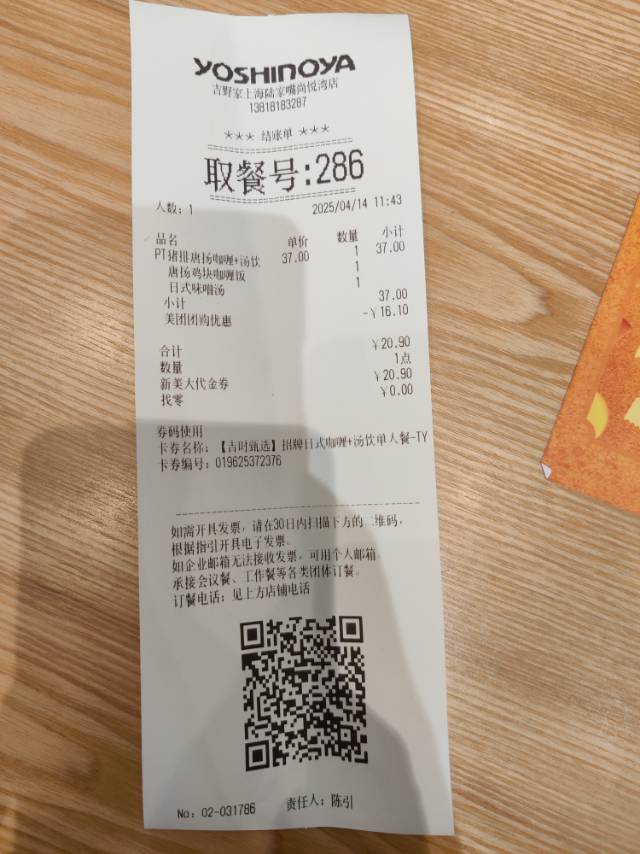 YOSHINOYA
吉野家上海陆家嘴尚悦湾店
13818183287
*** 结账单 ***
取餐号:286
人数: 1 2025/04/14 11:43
品名 单价 数量 小计
PT猪排唐扬咖喱+汤饮 37.00 1 37.00
唐扬鸡块咖喱饭 1
日式味噌汤 1
小计 37.00
美团团购优惠 -¥16.10
合计 ¥20.90
数量 1点
新美大代金券 ¥20.90
找零 ¥0.00
券码使用
卡券名称: 【吉时甄选】招牌日式咖喱+汤饮单人餐-TY
卡券编号: 019625372376
如需开具发票, 请在30日内扫描下方的二维码,
根据指引开具电子发票.
如企业邮箱无法接收发票, 可用个人邮箱
承接会议餐、工作餐等各类团体订餐.
订餐电话: 见上方店铺电话
No: 02-031786 责任人: 陈引